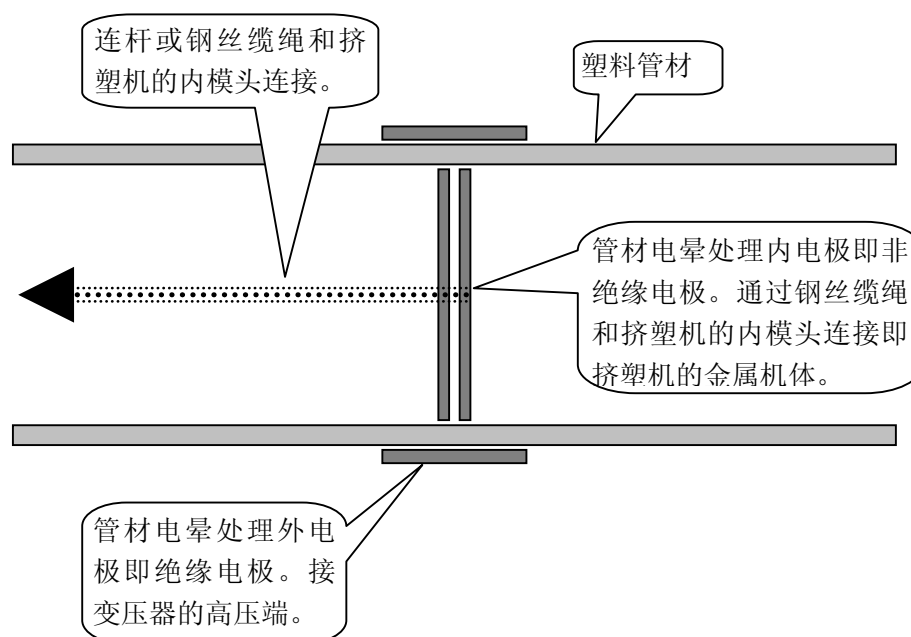 连杆或钢丝缆绳和挤
塑机的内模头连接。
塑料管材
管材电晕处理内电极即非
绝缘电极。通过钢丝缆绳
和挤塑机的内模头连接即
挤塑机的金属机体。
管材电晕处理外电
极即绝缘电极。接
变压器的高压端。